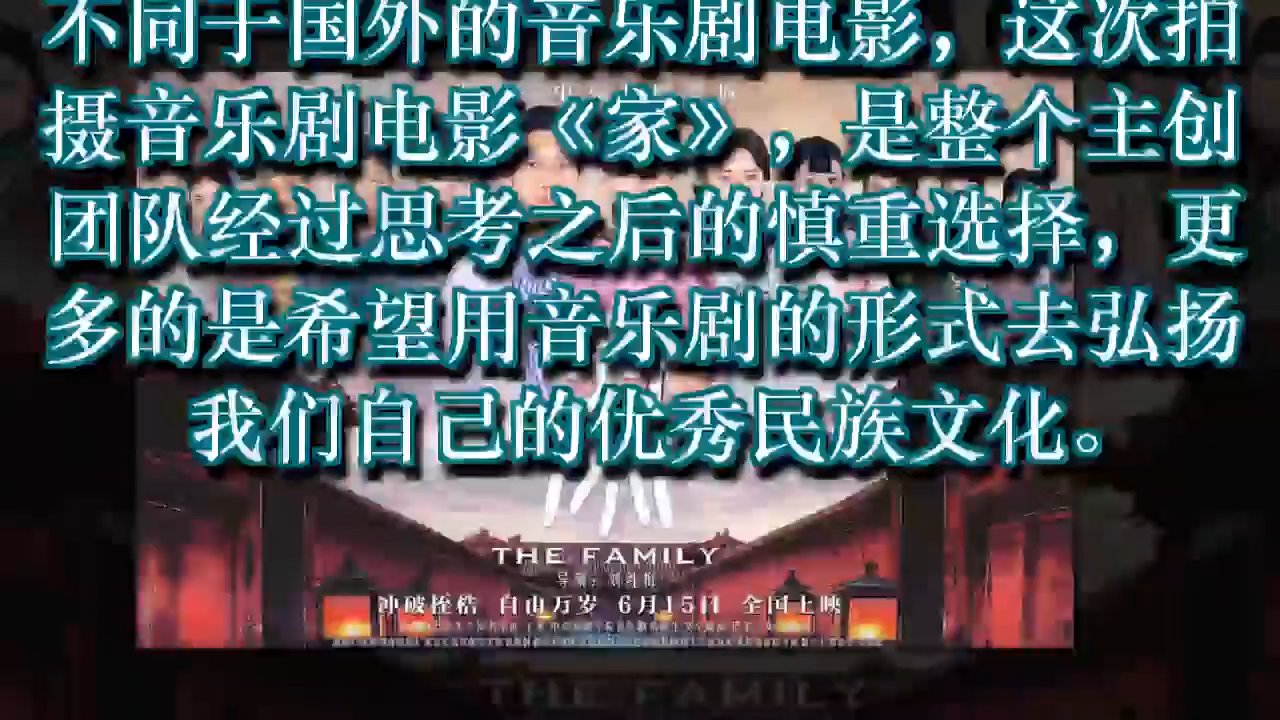 不同于国外的音乐剧电影，这次拍
摄音乐剧电影《家》，是整个主创
团队经过思考之后的慎重选择，更
多的是希望用音乐剧的形式去弘扬
我们自己的优秀民族文化。
THE FAMILY
冲破桎梏 自由万岁 6月15日 全国上映
THE FAMILY